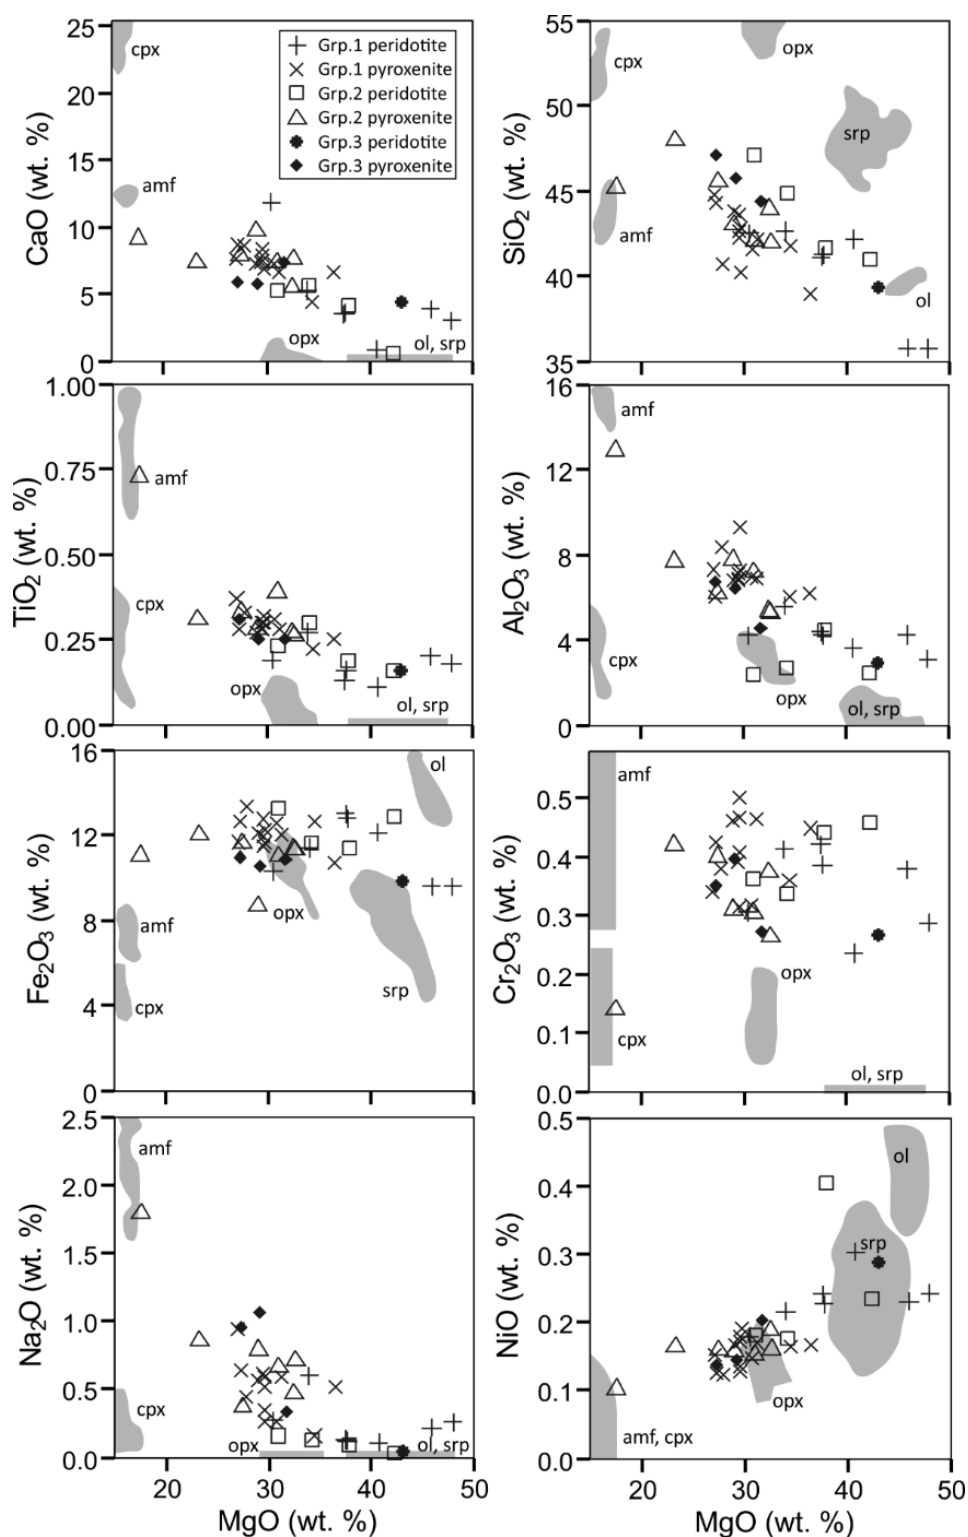 CaO (wt. %)
25
20
15
10
5
0
cpx
amf
opx
ol, srp
Grp.1 peridotite
Grp.1 pyroxenite
Grp.2 peridotite
Grp.2 pyroxenite
Grp.3 peridotite
Grp.3 pyroxenite
SiO2 (wt. %)
55
50
45
40
35
cpx
opx
srp
amf
ol
TiO2 (wt. %)
1.00
0.75
0.50
0.25
0.00
amf
cpx
opx
ol, srp
Al2O3 (wt. %)
16
12
8
4
0
amf
cpx
opx
ol, srp
Fe2O3 (wt. %)
16
12
8
4
0
ol
amf
opx
cpx
srp
Cr2O3 (wt. %)
0.5
0.4
0.3
0.2
0.1
0.0
amf
opx
cpx
ol, srp
Na2O (wt. %)
2.5
2.0
1.5
1.0
0.5
0.0
amf
cpx
opx
ol, srp
20 30 40 50
MgO (wt. %)
NiO (wt. %)
0.5
0.4
0.3
0.2
0.1
0.0
ol
srp
opx
amf, cpx
20 30 40 50
MgO (wt. %)